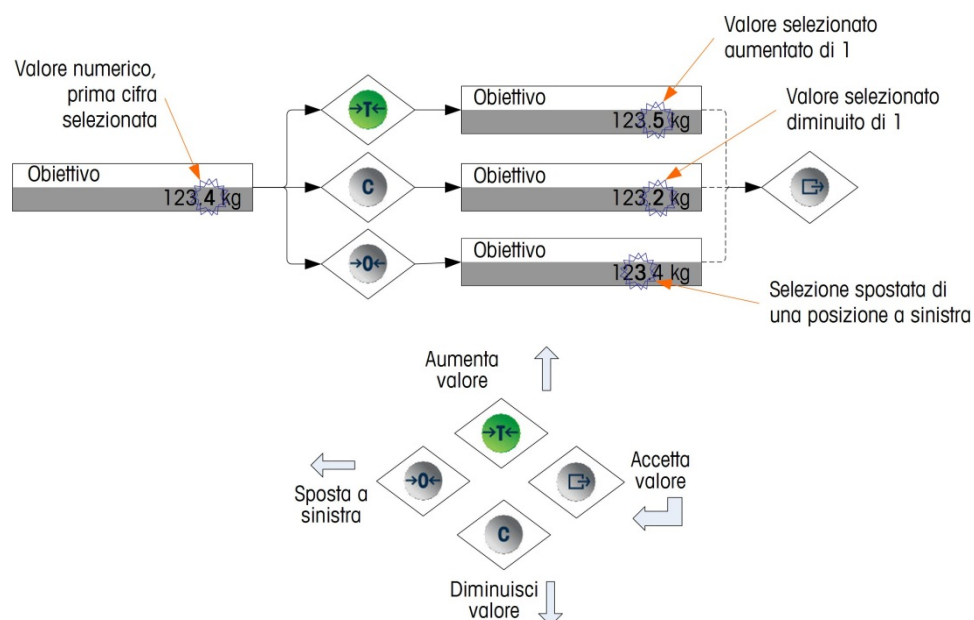 Valore selezionato
aumentato di 1
Valore numerico,
prima cifra
selezionata
→T←
Obiettivo
123.5 kg
Valore selezionato
diminuito di 1
Obiettivo
123.4 kg
C
Obiettivo
123.2 kg
→0←
Obiettivo
123.4 kg
Selezione spostata di
una posizione a sinistra
Aumenta
valore
→T←
→0←
Sposta a
sinistra
Accetta
valore
C
Diminuisci
valore